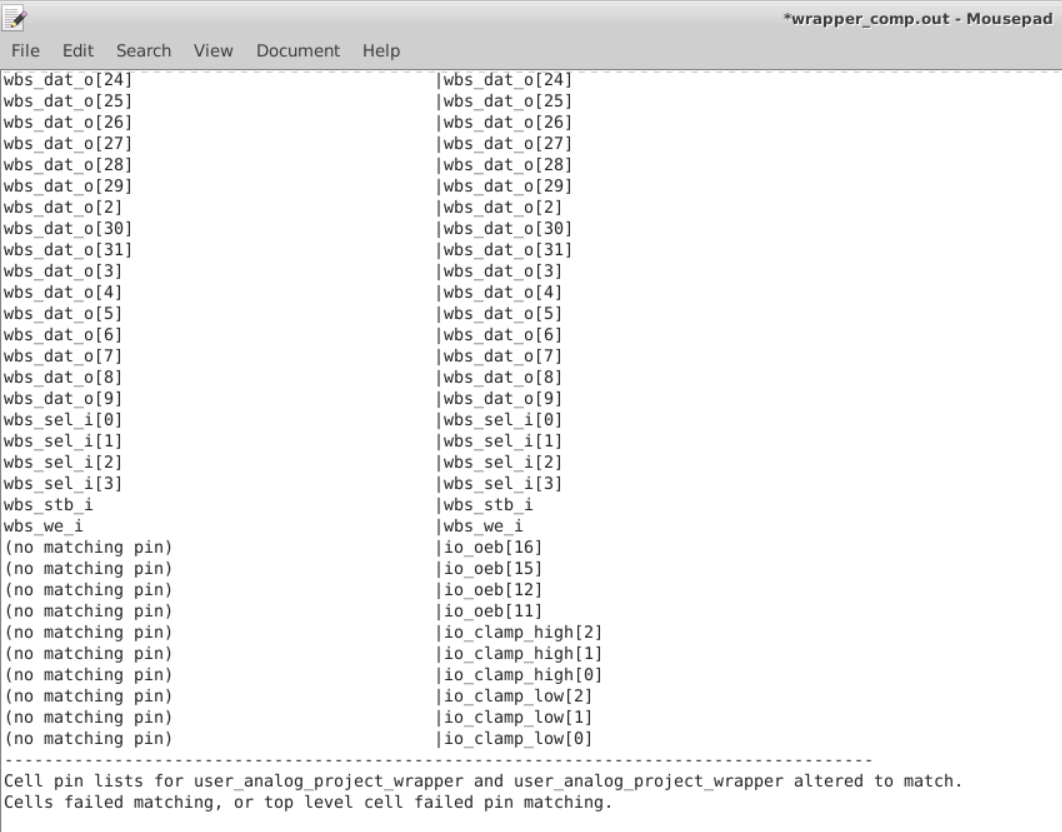 *wrapper_comp.out - Mousepad
File Edit Search View Document Help
wbs_dat_o[24] |wbs_dat_o[24]
wbs_dat_o[25] |wbs_dat_o[25]
wbs_dat_o[26] |wbs_dat_o[26]
wbs_dat_o[27] |wbs_dat_o[27]
wbs_dat_o[28] |wbs_dat_o[28]
wbs_dat_o[29] |wbs_dat_o[29]
wbs_dat_o[2] |wbs_dat_o[2]
wbs_dat_o[30] |wbs_dat_o[30]
wbs_dat_o[31] |wbs_dat_o[31]
wbs_dat_o[3] |wbs_dat_o[3]
wbs_dat_o[4] |wbs_dat_o[4]
wbs_dat_o[5] |wbs_dat_o[5]
wbs_dat_o[6] |wbs_dat_o[6]
wbs_dat_o[7] |wbs_dat_o[7]
wbs_dat_o[8] |wbs_dat_o[8]
wbs_dat_o[9] |wbs_dat_o[9]
wbs_sel_i[0] |wbs_sel_i[0]
wbs_sel_i[1] |wbs_sel_i[1]
wbs_sel_i[2] |wbs_sel_i[2]
wbs_sel_i[3] |wbs_sel_i[3]
wbs_stb_i |wbs_stb_i
wbs_we_i |wbs_we_i
(no matching pin) |io_oeb[16]
(no matching pin) |io_oeb[15]
(no matching pin) |io_oeb[12]
(no matching pin) |io_oeb[11]
(no matching pin) |io_clamp_high[2]
(no matching pin) |io_clamp_high[1]
(no matching pin) |io_clamp_high[0]
(no matching pin) |io_clamp_low[2]
(no matching pin) |io_clamp_low[1]
(no matching pin) |io_clamp_low[0]
---------------------------------------------------------------------------------------
Cell pin lists for user_analog_project_wrapper and user_analog_project_wrapper altered to match.
Cells failed matching, or top level cell failed pin matching.